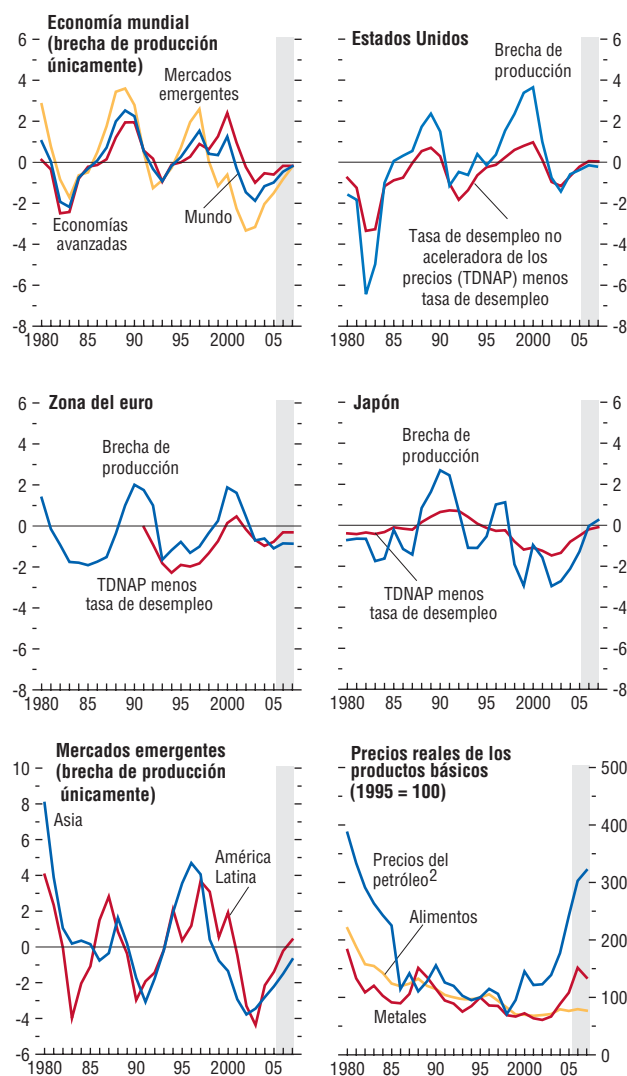 Economía mundial
(brecha de producción
únicamente)
6
4
2
0
-2
-4
-6
-8
Mercados
emergentes
Economías
avanzadas
Mundo
1980 85 90 95 2000 05
Estados Unidos
6
4
2
0
-2
-4
-6
-8
Brecha de
producción
Tasa de desempleo no
aceleradora de los
precios (TDNAP) menos
tasa de desempleo
1980 85 90 95 2000 05
Zona del euro
6
4
2
0
-2
-4
-6
-8
Brecha de
producción
TDNAP menos
tasa de desempleo
1980 85 90 95 2000 05
Japón
6
4
2
0
-2
-4
-6
-8
Brecha de
producción
TDNAP menos
tasa de desempleo
1980 85 90 95 2000 05
Mercados emergentes
(brecha de producción
únicamente)
10
8
6
4
2
0
-2
-4
-6
Asia
América
Latina
1980 85 90 95 2000 05
Precios reales de los
productos básicos
(1995 = 100)
500
400
300
200
100
0
Precios del
petróleo2
Alimentos
Metales
1980 85 90 95 2000 05